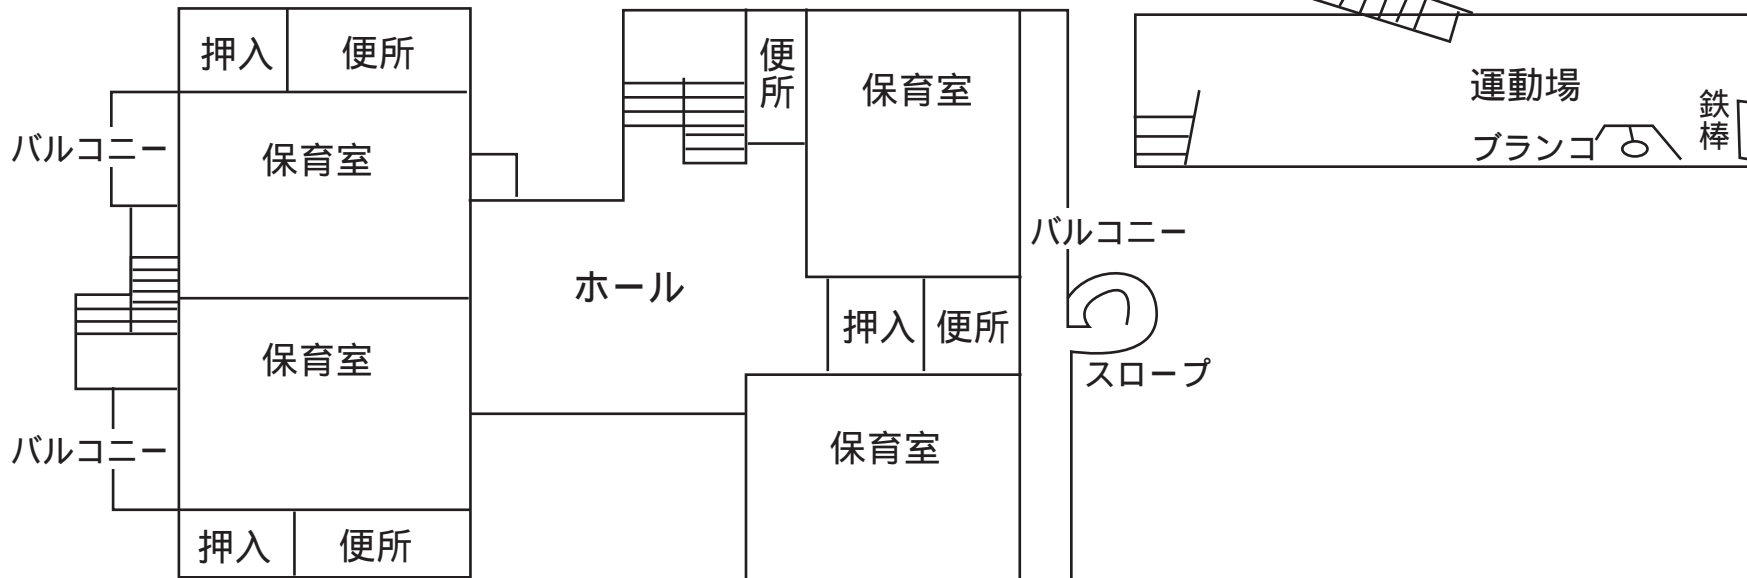 押入
便所
バルコニー
保育室
保育室
バルコニー
押入
便所
ホール
便所
保育室
バルコニー
押入
便所
スロープ
保育室
運動場
ブランコ
鉄棒